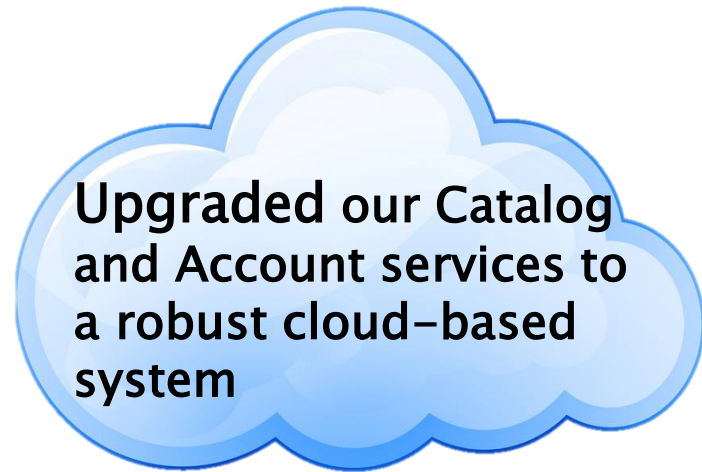 Upgraded our Catalog
and Account services to
a robust cloud-based
system